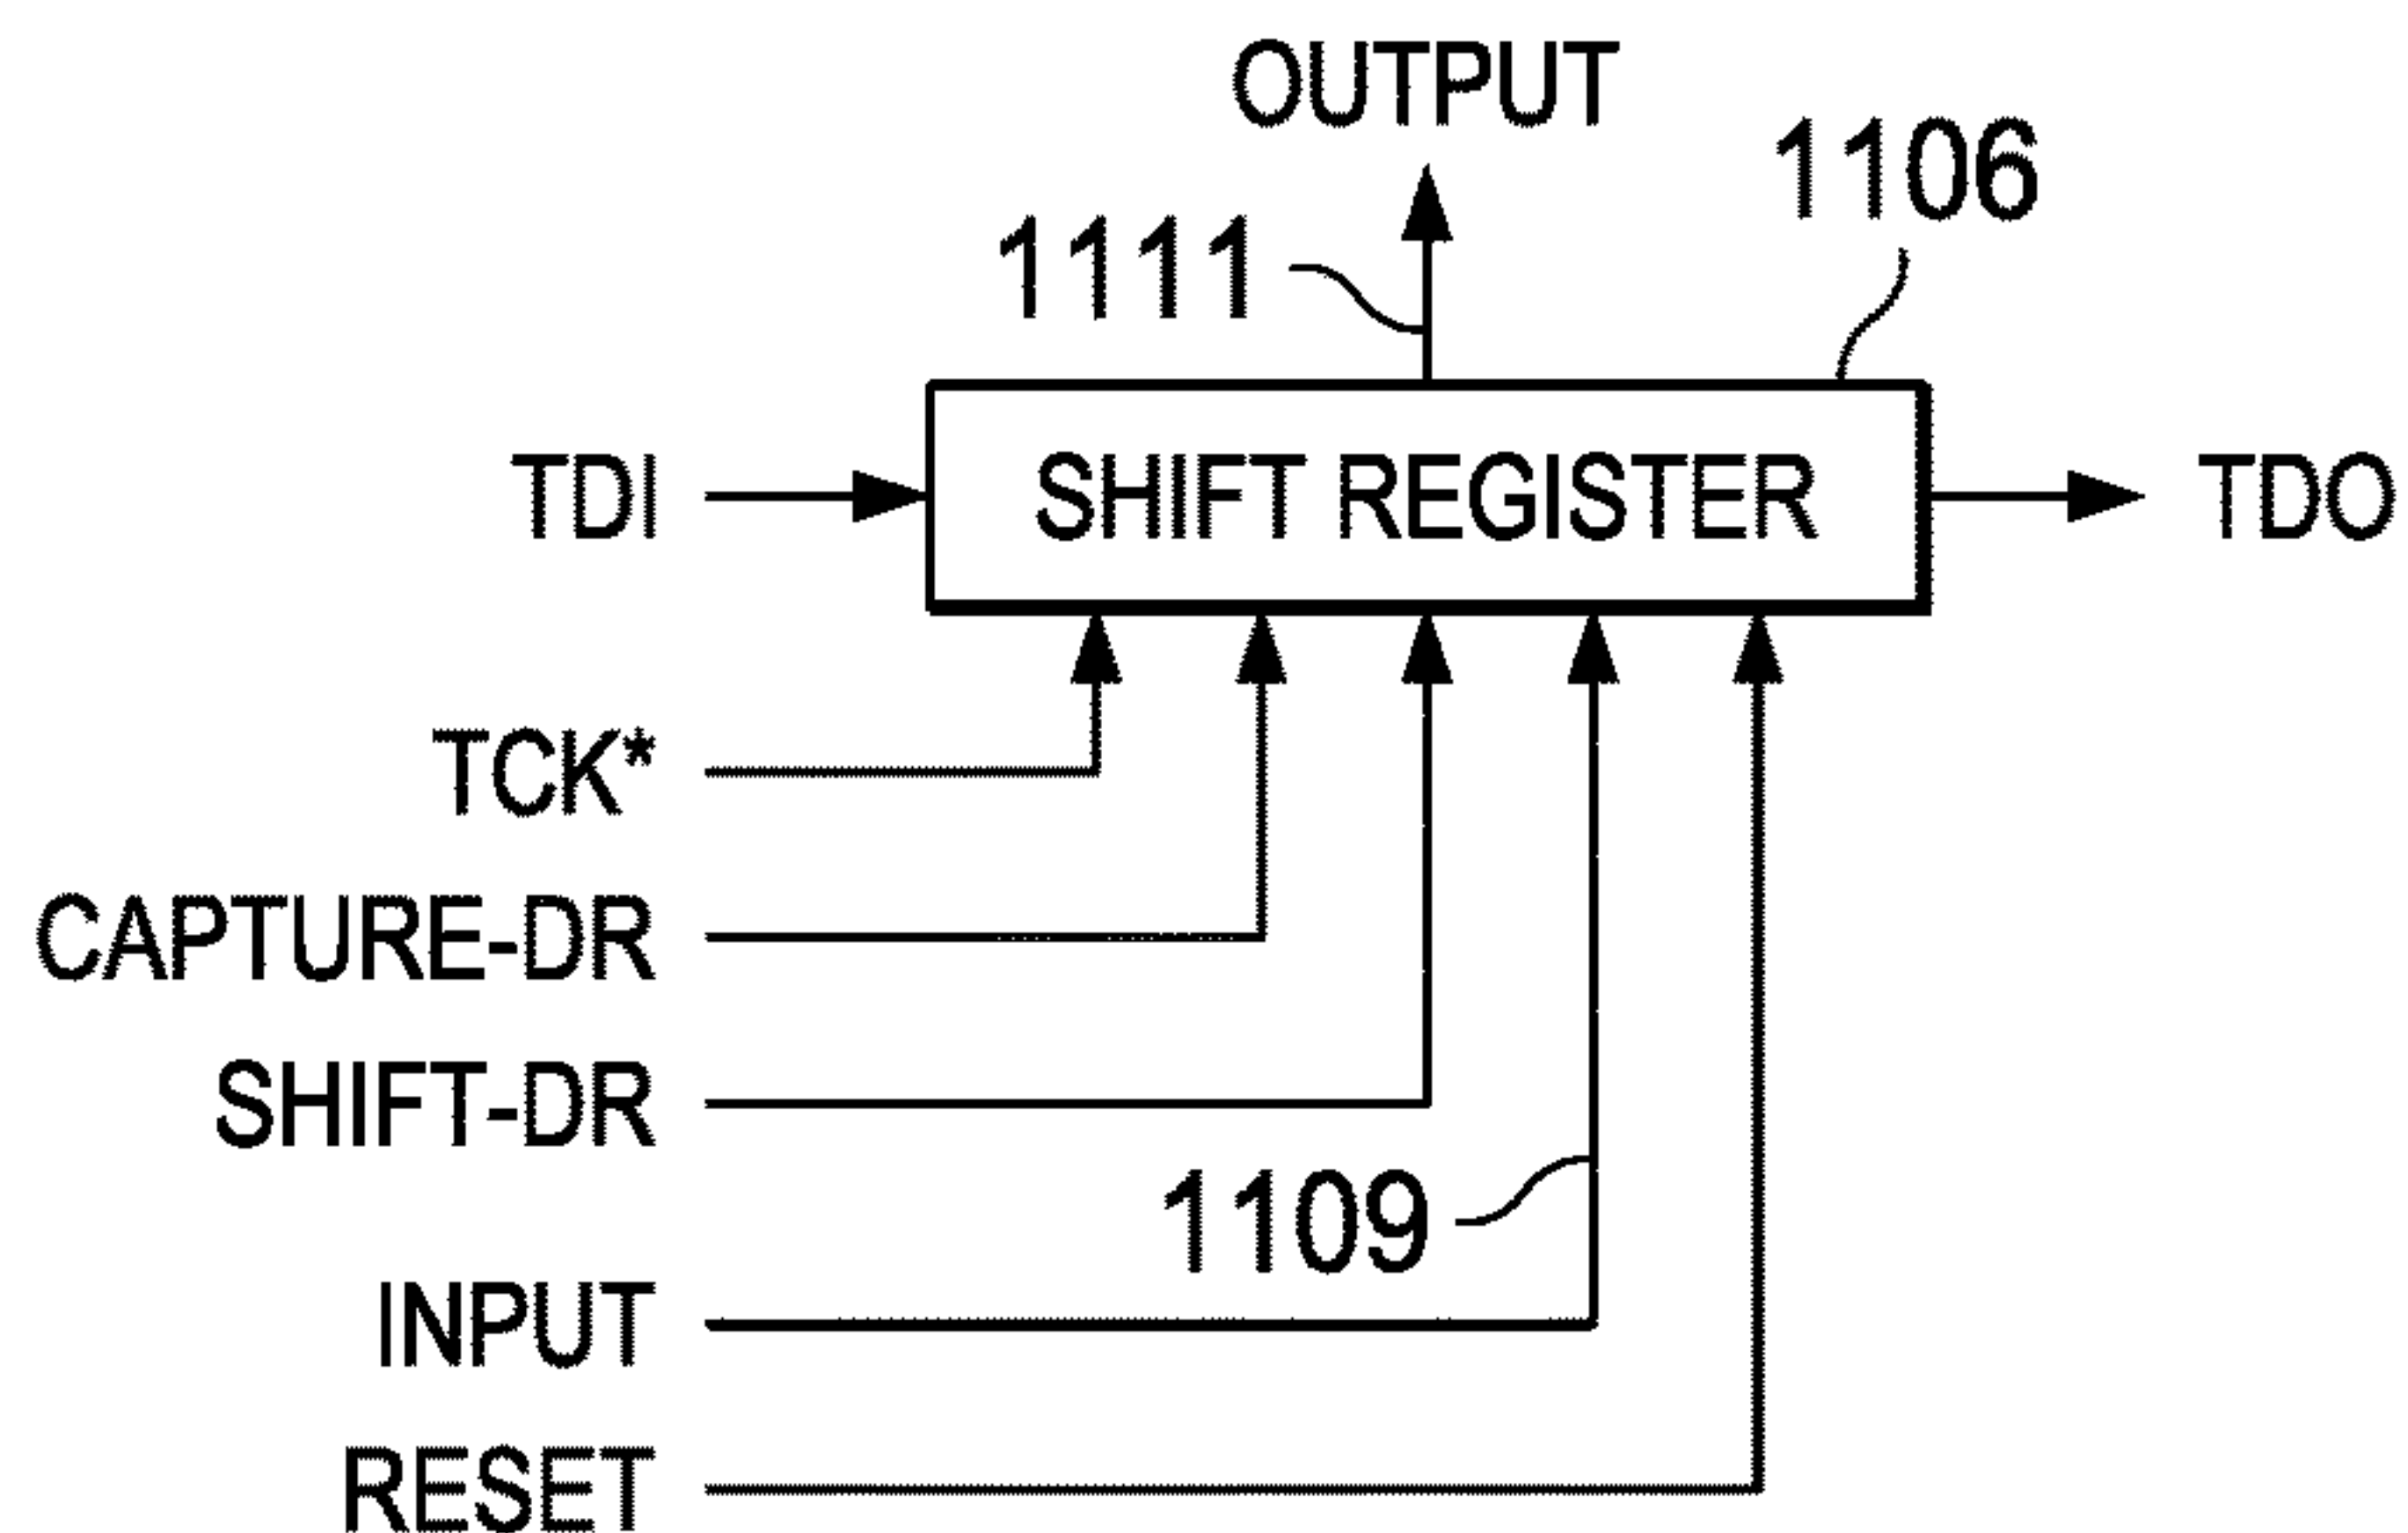 OUTPUT
1106
1111
TDI
SHIFT REGISTER
TDO
TCK*
CAPTURE-DR
SHIFT-DR
1109
INPUT
RESET